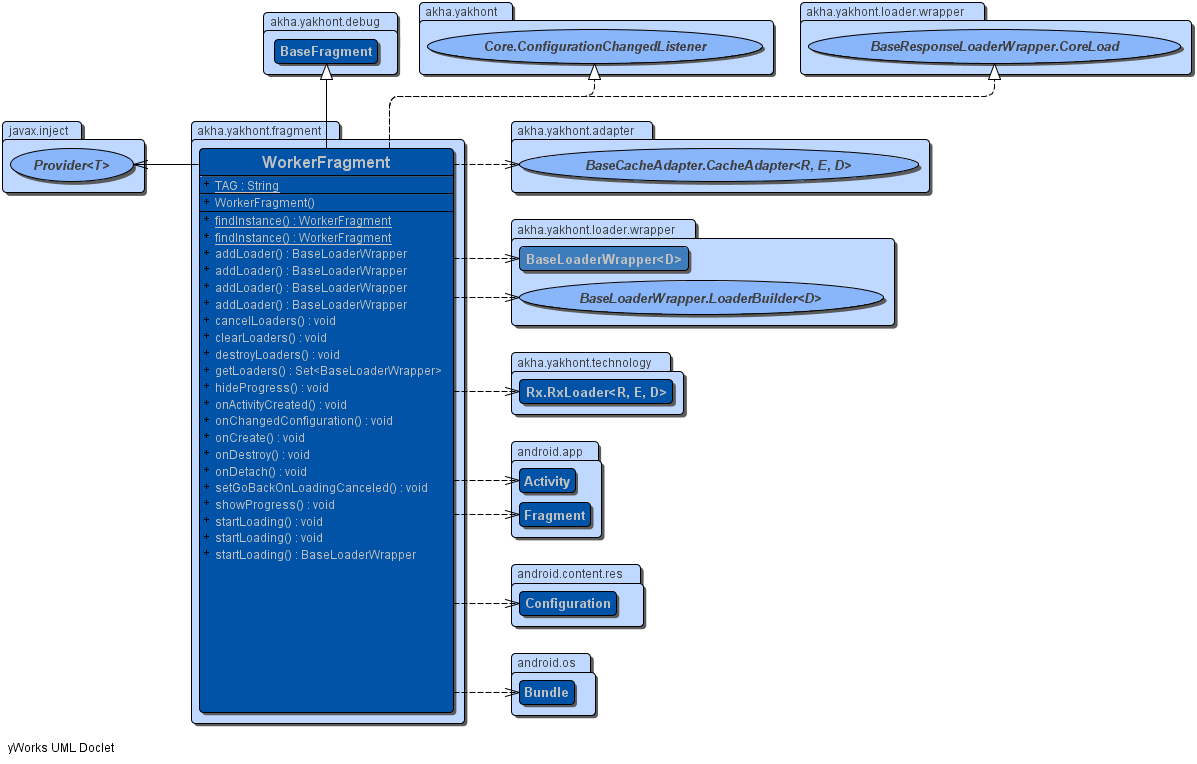 akha.yakhont.debug
BaseFragment
akha.yakhont
Core.ConfigurationChangedListener
akha.yakhont.loader.wrapper
BaseResponseLoaderWrapper.CoreLoad
javax.inject
Provider<T>
akha.yakhont.fragment
WorkerFragment
+ TAG : String
+ WorkerFragment()
+ findInstance() : WorkerFragment
+ findInstance() : WorkerFragment
+ addLoader() : BaseLoaderWrapper
+ addLoader() : BaseLoaderWrapper
+ addLoader() : BaseLoaderWrapper
+ addLoader() : BaseLoaderWrapper
+ cancelLoaders() : void
+ clearLoaders() : void
+ destroyLoaders() : void
+ getLoaders() : Set<BaseLoaderWrapper>
+ hideProgress() : void
+ onActivityCreated() : void
+ onChangedConfiguration() : void
+ onCreate() : void
+ onDestroy() : void
+ onDetach() : void
+ setGoBackOnLoadingCanceled() : void
+ showProgress() : void
+ startLoading() : void
+ startLoading() : void
+ startLoading() : BaseLoaderWrapper
akha.yakhont.adapter
BaseCacheAdapter.CacheAdapter<R, E, D>
akha.yakhont.loader.wrapper
BaseLoaderWrapper<D>
BaseLoaderWrapper.LoaderBuilder<D>
akha.yakhont.technology
Rx.RxLoader<R, E, D>
android.app
Activity
Fragment
android.content.res
Configuration
android.os
Bundle
yWorks UML Doclet